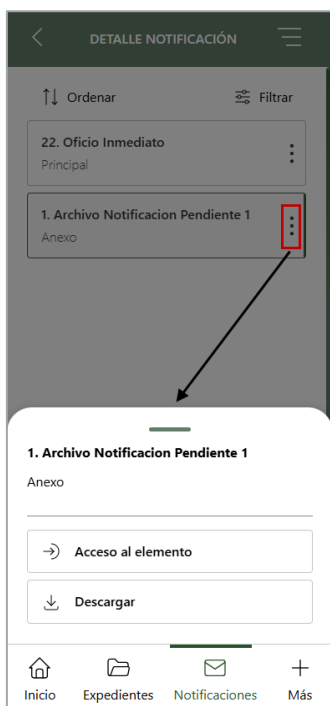 DETALLE NOTIFICACIÓN
Ordenar Filtrar
22. Oficio Inmediato
Principal
1. Archivo Notificacion Pendiente 1
Anexo
1. Archivo Notificacion Pendiente 1
Anexo
Acceso al elemento
Descargar
Inicio Expedientes Notificaciones Más